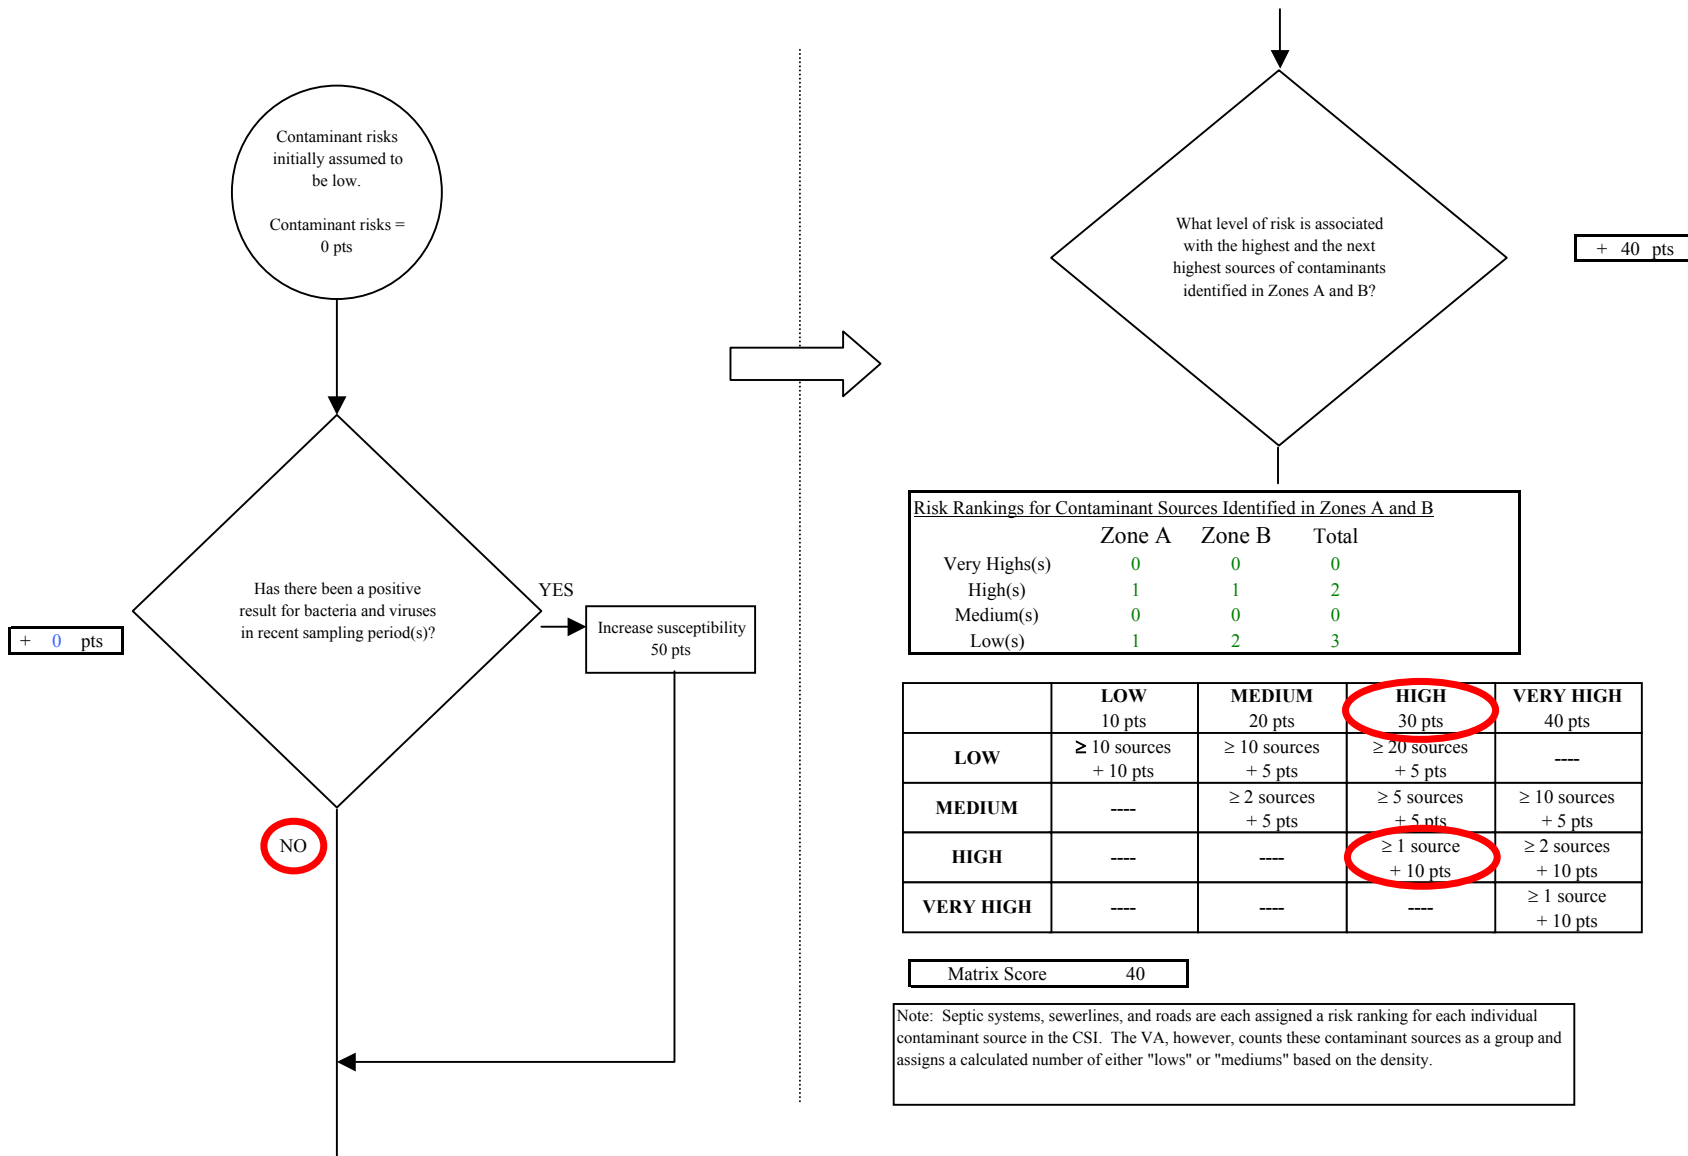 Contaminant risks
initially assumed to
be low.
Contaminant risks =
0 pts
Has there been a positive
result for bacteria and viruses
in recent sampling period(s)?
YES
+ 0 pts
Increase susceptibility
50 pts
NO
What level of risk is associated
with the highest and the next
highest sources of contaminants
identified in Zones A and B?
+ 40 pts
Risk Rankings for Contaminant Sources Identified in Zones A and B
Zone A Zone B Total
Very Highs(s) 0 0 0
High(s) 1 1 2
Medium(s) 0 0 0
Low(s) 1 2 3
LOW MEDIUM HIGH VERY HIGH
10 pts 20 pts 30 pts 40 pts
LOW ≥ 10 sources ≥ 10 sources ≥ 20 sources ----
+ 10 pts + 5 pts + 5 pts
MEDIUM ---- ≥ 2 sources ≥ 5 sources ≥ 10 sources
+ 5 pts + 5 pts + 5 pts
HIGH ---- ---- ≥ 1 source ≥ 2 sources
+ 10 pts + 10 pts
VERY HIGH ---- ---- ---- ≥ 1 source
+ 10 pts
Matrix Score 40
Note: Septic systems, sewerlines, and roads are each assigned a risk ranking for each individual
contaminant source in the CSI. The VA, however, counts these contaminant sources as a group and
assigns a calculated number of either "lows" or "mediums" based on the density.